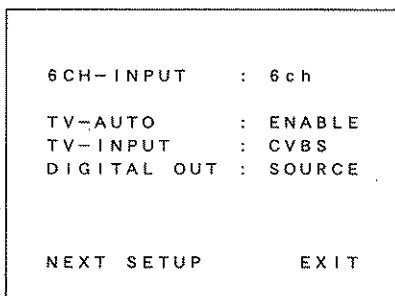 6CH-INPUT : 6ch
TV-AUTO : ENABLE
TV-INPUT : CVBS
DIGITAL OUT : SOURCE
NEXT SETUP EXIT